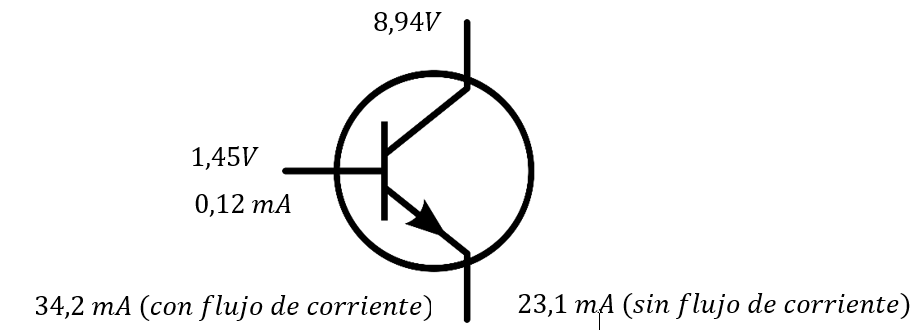 8,94V
1,45V
0,12 mA
34,2 mA (con flujo de corriente)
23,1 mA (sin flujo de corriente)